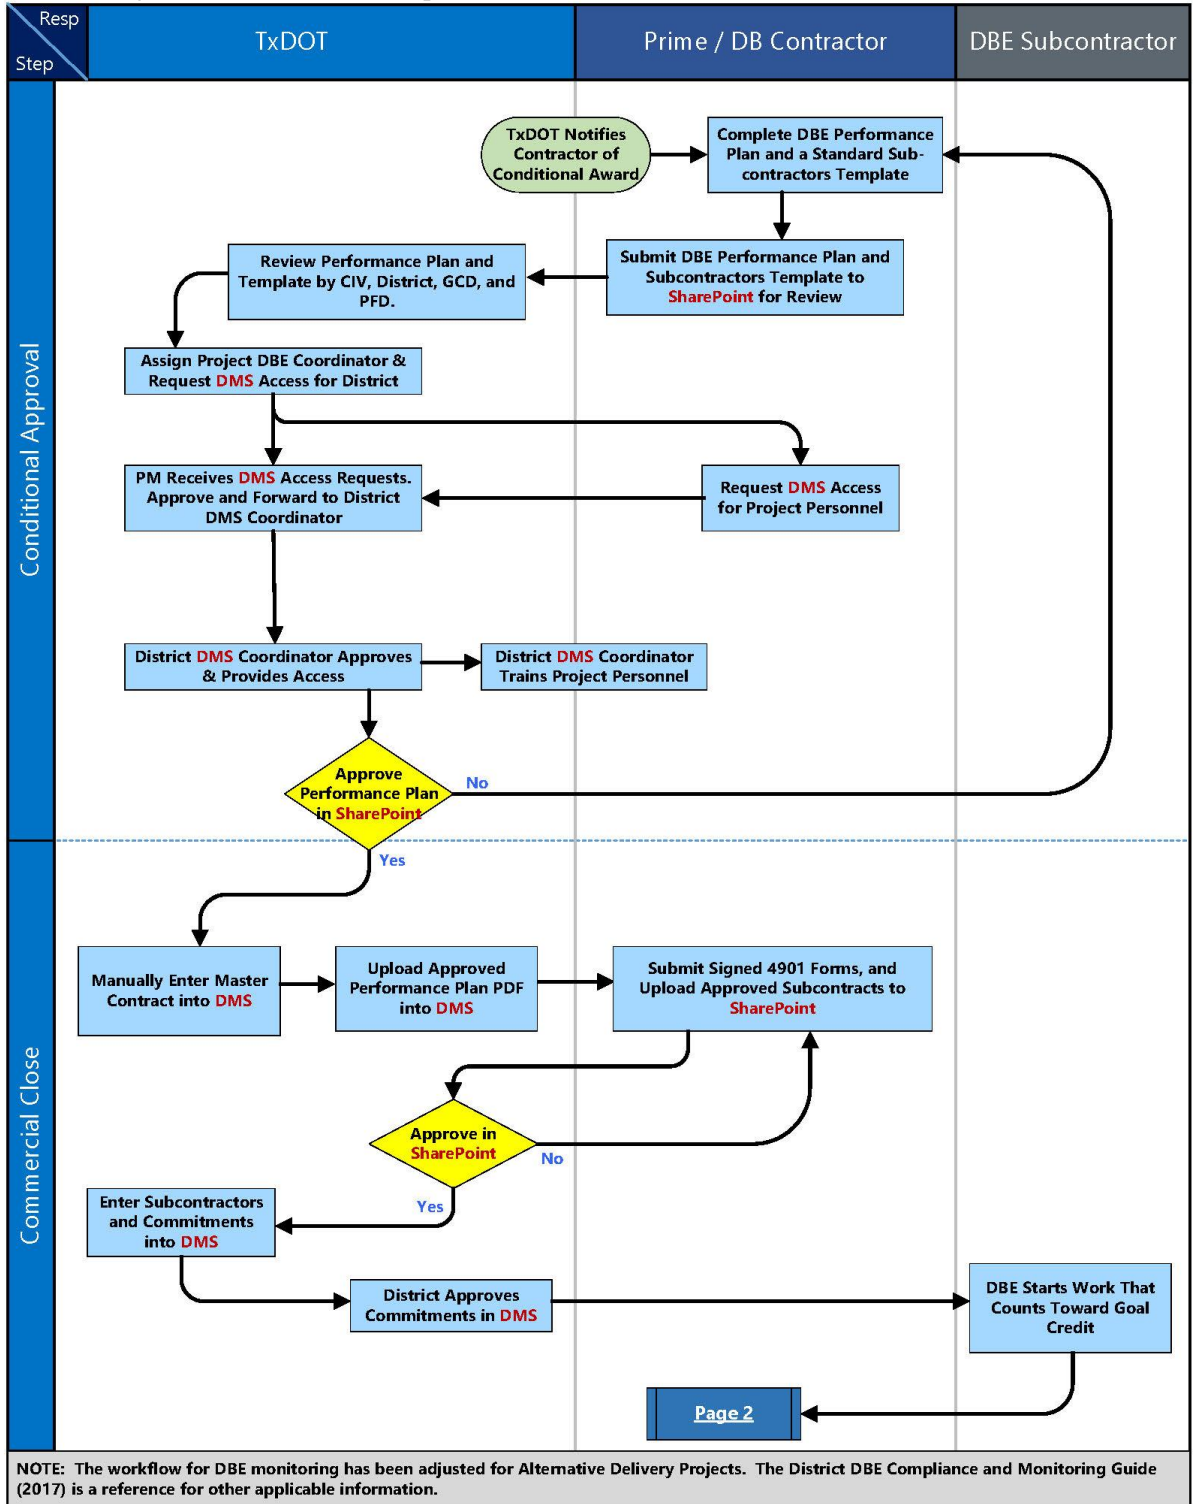 Resp
Step
TxDOT
Prime / DB Contractor
DBE Subcontractor
Conditional Approval
TxDOT Notifies
Contractor of
Conditional Award
Complete DBE Performance
Plan and a Standard Sub-
contractors Template
Review Performance Plan and
Template by CIV, District, GCD, and
PFD.
Submit DBE Performance Plan and
Subcontractors Template to
SharePoint for Review
Assign Project DBE Coordinator &
Request DMS Access for District
PM Receives DMS Access Requests.
Approve and Forward to District
DMS Coordinator
Request DMS Access
for Project Personnel
District DMS Coordinator Approves
& Provides Access
District DMS Coordinator
Trains Project Personnel
Approve
Performance Plan
in SharePoint
No
Yes
Commercial Close
Manually Enter Master
Contract into DMS
Upload Approved
Performance Plan PDF
into DMS
Submit Signed 4901 Forms, and
Upload Approved Subcontracts to
SharePoint
Approve in
SharePoint
No
Yes
Enter Subcontractors
and Commitments
into DMS
District Approves
Commitments in DMS
DBE Starts Work That
Counts Toward Goal
Credit
Page 2
NOTE: The workflow for DBE monitoring has been adjusted for Alternative Delivery Projects. The District DBE Compliance and Monitoring Guide
(2017) is a reference for other applicable information.